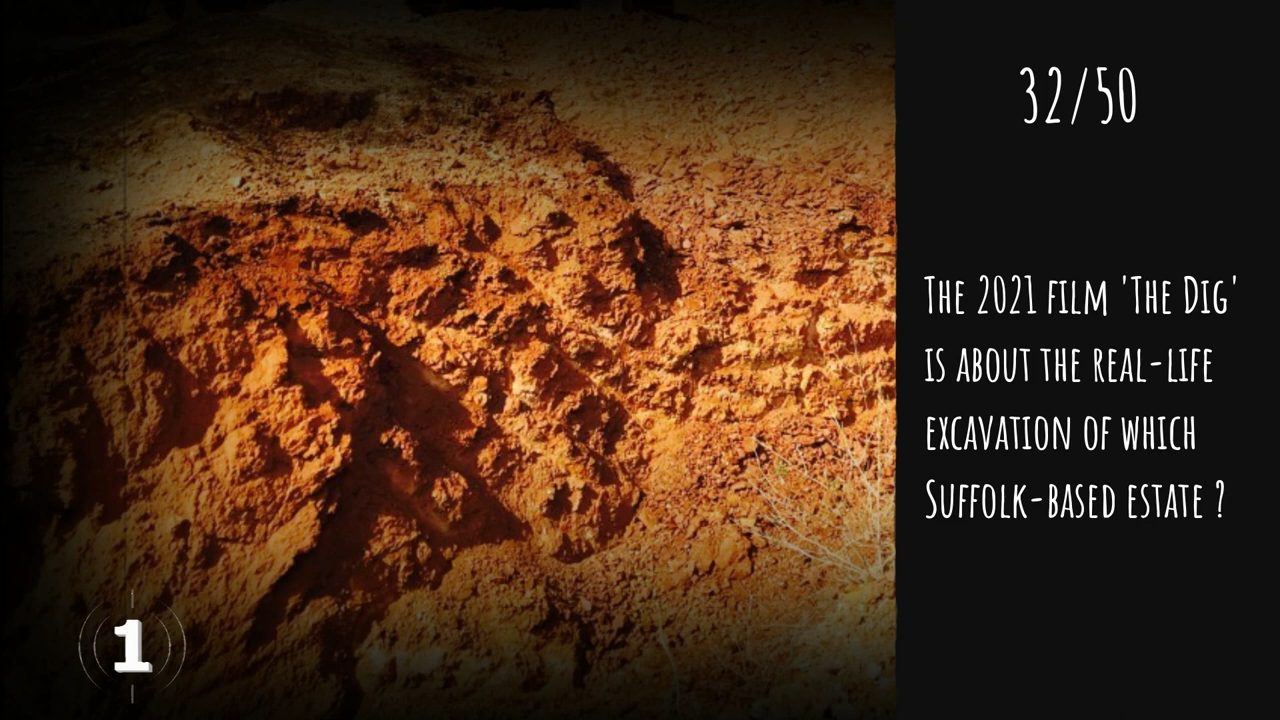 32/50
The 2021 film 'The Dig'
is about the real-life
excavation of which
Suffolk-based estate ?
1